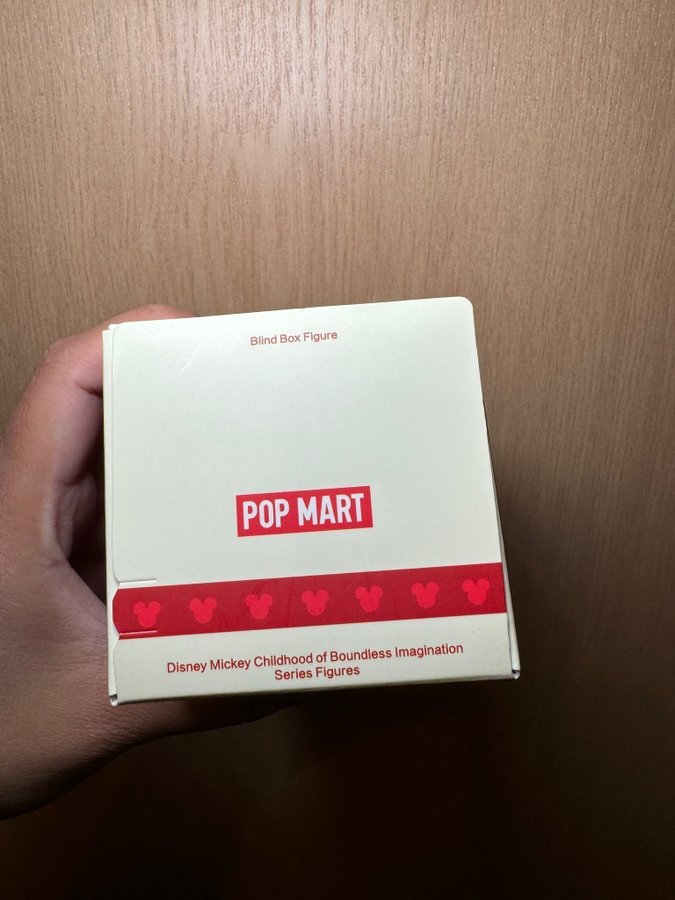 Blind Box Figure
POP MART
Disney Mickey Childhood of Boundless Imagination
Series Figures